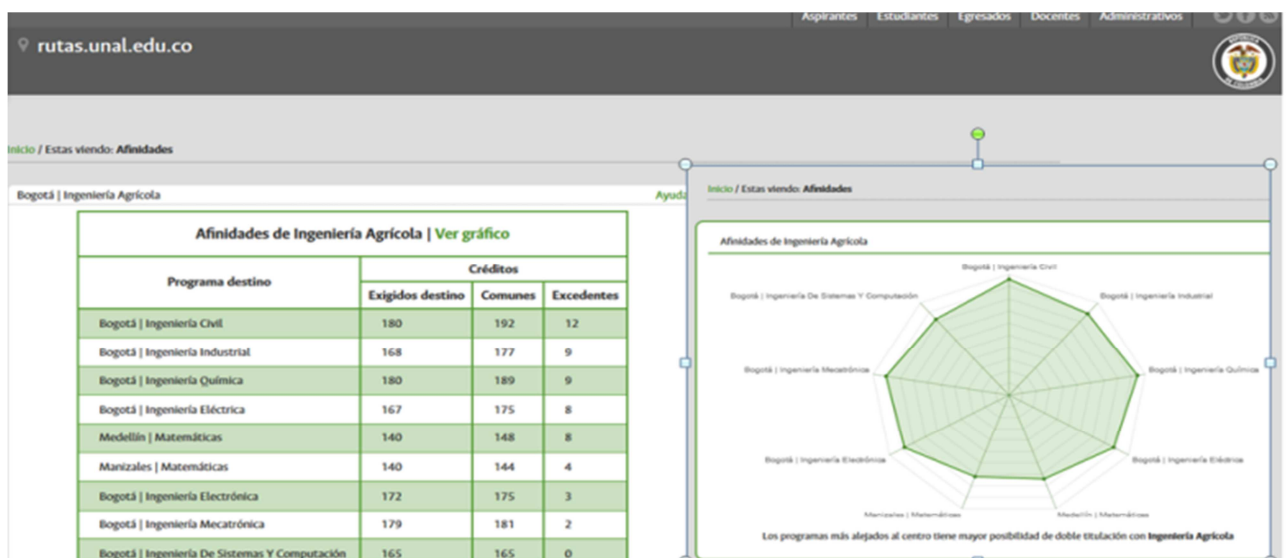 Aspirantes Estudiantes Egresados Docentes Administrativos
rutas.unal.edu.co
REPÚBLICA DE COLOMBIA
Inicio / Estas viendo: Afinidades
Bogotá | Ingeniería Agrícola Ayuda
Afinidades de Ingeniería Agrícola | Ver gráfico
Programa destino Créditos
Exigidos destino Comunes Excedentes
Bogotá | Ingeniería Civil 180 192 12
Bogotá | Ingeniería Industrial 168 177 9
Bogotá | Ingeniería Química 180 189 9
Bogotá | Ingeniería Eléctrica 167 175 8
Medellín | Matemáticas 140 148 8
Manizales | Matemáticas 140 144 4
Bogotá | Ingeniería Electrónica 172 175 3
Bogotá | Ingeniería Mecatrónica 179 181 2
Bogotá | Ingeniería De Sistemas Y Computación 165 165 0
Inicio / Estas viendo: Afinidades
Afinidades de Ingeniería Agrícola
Bogotá | Ingeniería Civil
Bogotá | Ingeniería De Sistemas Y Computación
Bogotá | Ingeniería Industrial
Bogotá | Ingeniería Mecatrónica
Bogotá | Ingeniería Química
Bogotá | Ingeniería Electrónica
Bogotá | Ingeniería Eléctrica
Manizales | Matemáticas
Medellín | Matemáticas
Los programas más alejados al centro tiene mayor posibilidad de doble titulación con Ingeniería Agrícola